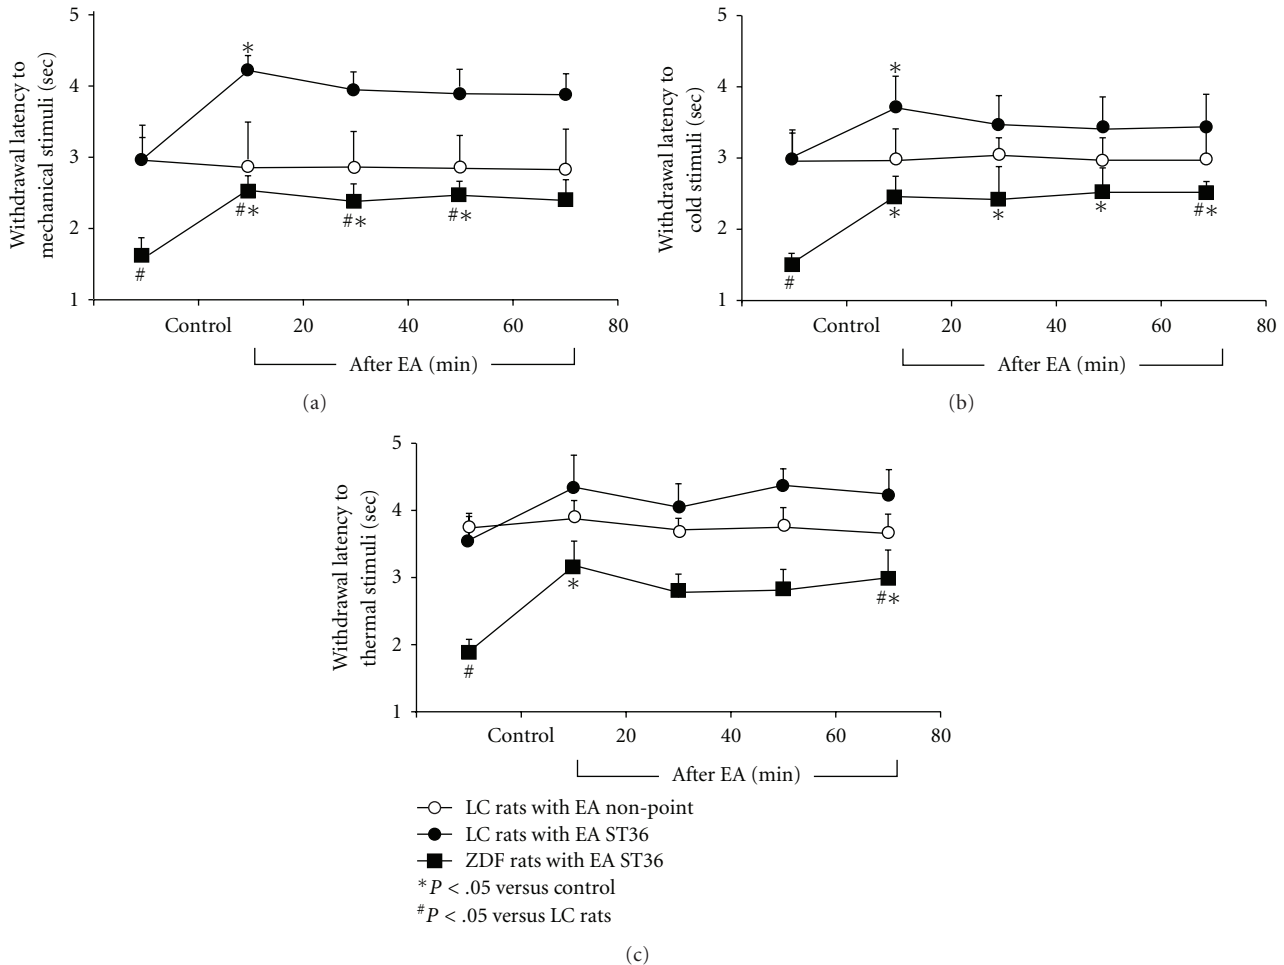 Withdrawal latency to
mechanical stimuli (sec)
5
4
3
2
1
*
#
#*
#*
#*
Control
20
40
60
80
After EA (min)
(a)
Withdrawal latency to
cold stimuli (sec)
5
4
3
2
1
*
#
*
*
*
#*
Control
20
40
60
80
After EA (min)
(b)
Withdrawal latency to
thermal stimuli (sec)
5
4
3
2
1
#
*
#*
Control
20
40
60
80
After EA (min)
LC rats with EA non-point
LC rats with EA ST36
ZDF rats with EA ST36
*P < .05 versus control
#P < .05 versus LC rats
(c)